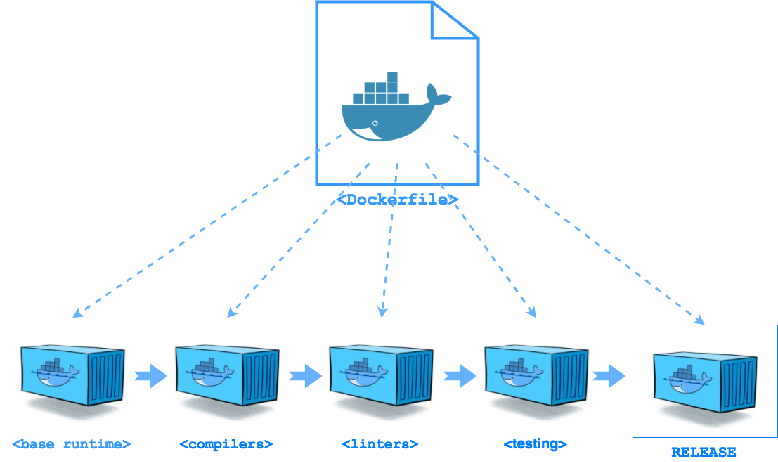 <Dockerfile>
<base runtime>
<compilers>
<linters>
<testing>
RELEASE